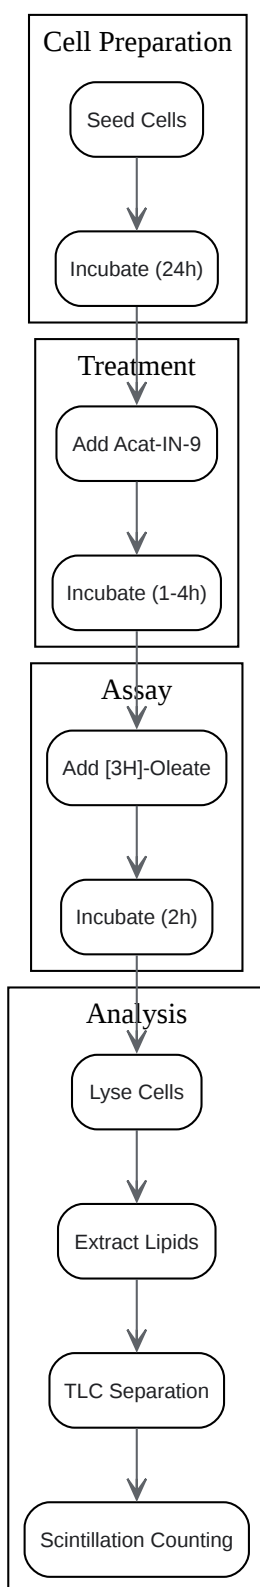 Cell Preparation
Seed Cells
Incubate (24h)
Treatment
Add Acat-IN-9
Incubate (1-4h)
Assay
Add [3H]-Oleate
Incubate (2h)
Analysis
Lyse Cells
Extract Lipids
TLC Separation
Scintillation Counting